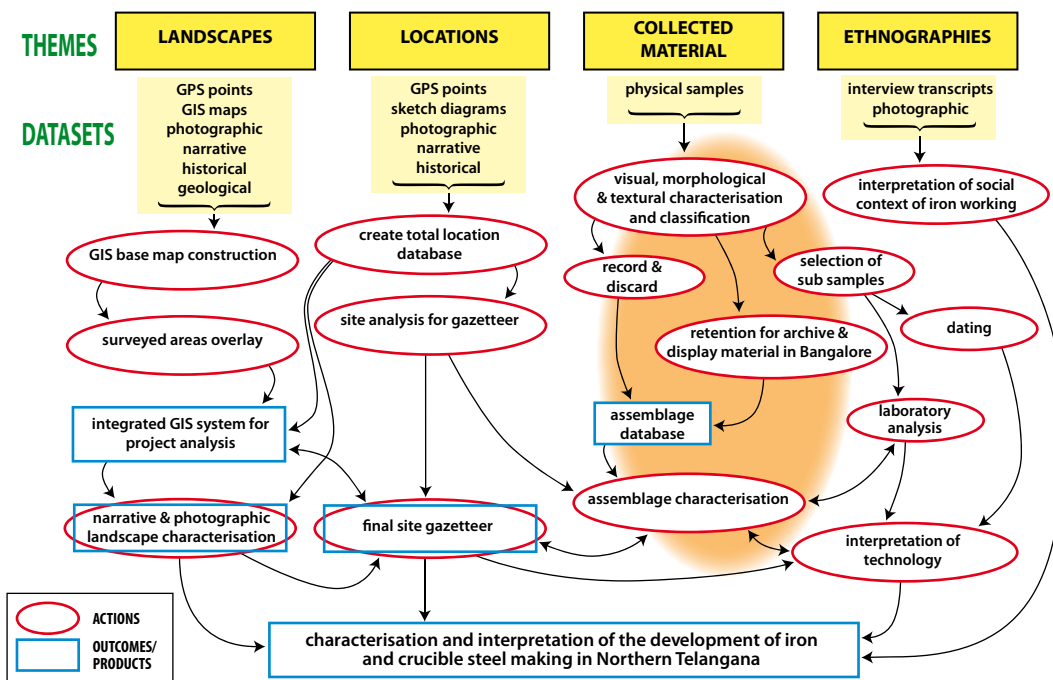 THEMES
LANDSCAPES
LOCATIONS
COLLECTED
MATERIAL
ETHNOGRAPHIES
DATASETS
GPS points
GIS maps
photographic
narrative
historical
geological
GPS points
sketch diagrams
photographic
narrative
historical
physical samples
interview transcripts
photographic
GIS base map construction
create total location
database
visual, morphological
& textural characterisation
and classification
interpretation of social
context of iron working
record &
discard
selection of
sub samples
surveyed areas overlay
site analysis for gazetteer
retention for archive &
display material in Bangalore
dating
integrated GIS system for
project analysis
assemblage
database
laboratory
analysis
narrative & photographic
landscape characterisation
final site gazetteer
assemblage characterisation
interpretation of
technology
ACTIONS
OUTCOMES/
PRODUCTS
characterisation and interpretation of the development of iron
and crucible steel making in Northern Telangana